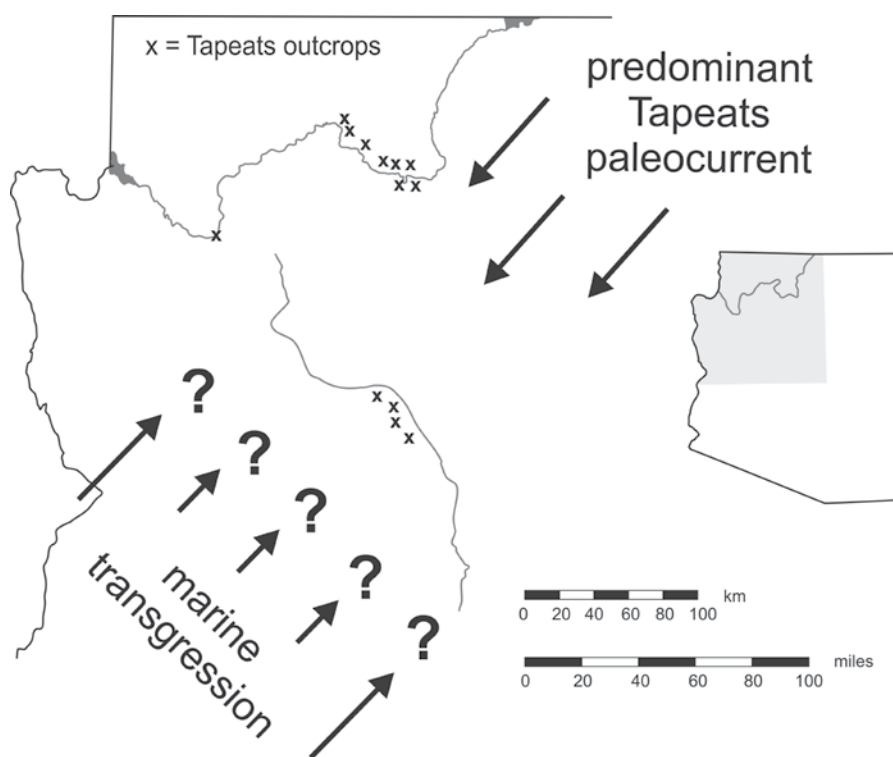 x = Tapeats outcrops
predominant
Tapeats
paleocurrent
x
x
x
x x x
x x
x
x
x
x
x
?
?
?
?
?
marine
transgression
km
0 20 40 60 80 100
miles
0 20 40 60 80 100